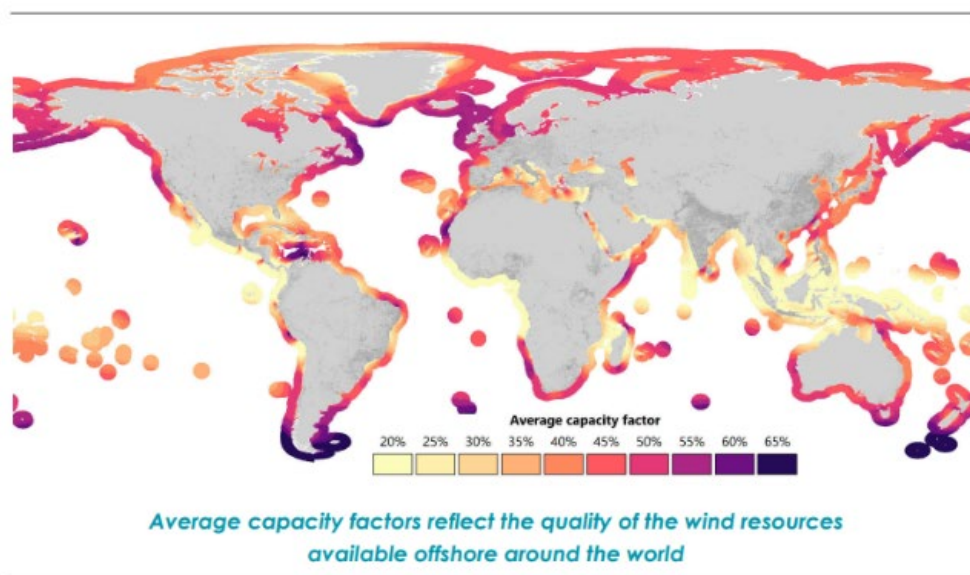 Average capacity factor
20% 25% 30% 35% 40% 45% 50% 55% 60% 65%
Average capacity factors reflect the quality of the wind resources
available offshore around the world